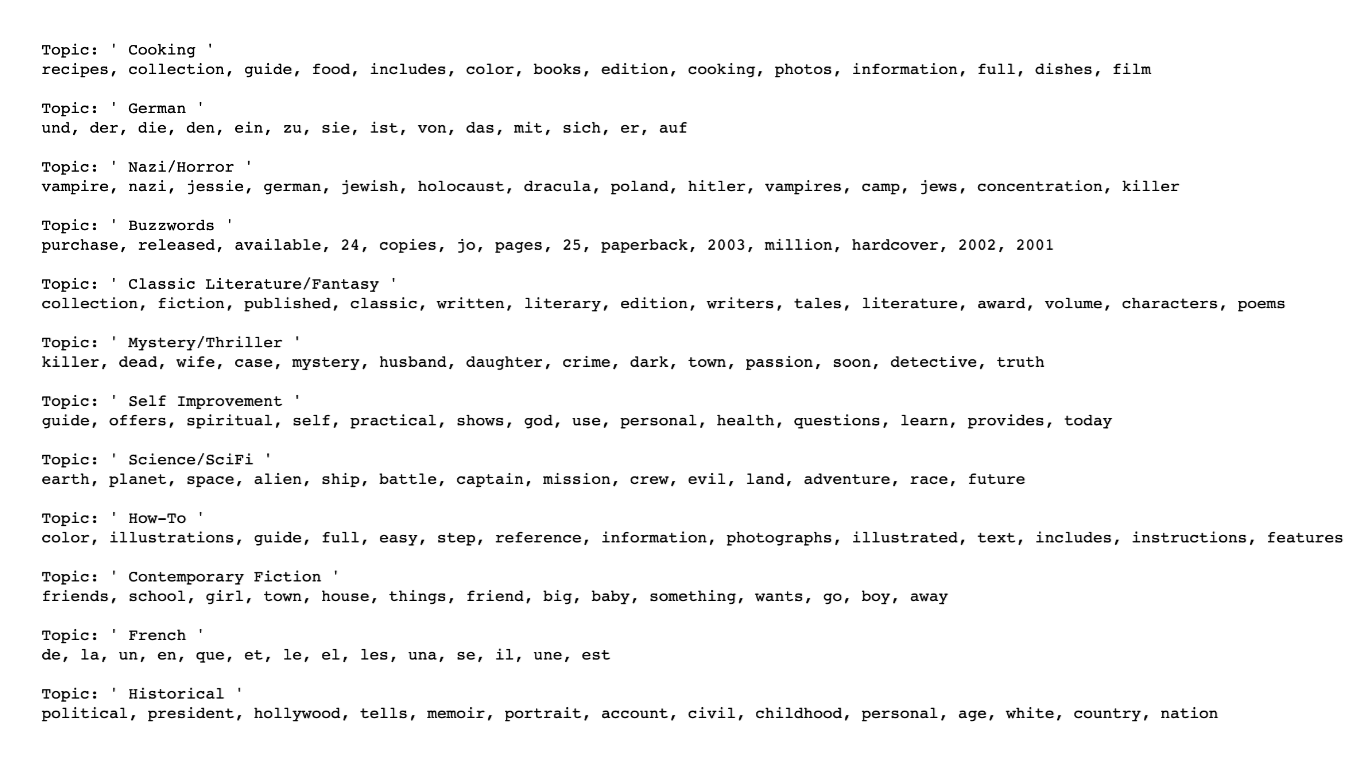 Topic: ' Cooking '
recipes, collection, guide, food, includes, color, books, edition, cooking, photos, information, full, dishes, film
Topic: ' German '
und, der, die, den, ein, zu, sie, ist, von, das, mit, sich, er, auf
Topic: ' Nazi/Horror '
vampire, nazi, jessie, german, jewish, holocaust, dracula, poland, hitler, vampires, camp, jews, concentration, killer
Topic: ' Buzzwords '
purchase, released, available, 24, copies, jo, pages, 25, paperback, 2003, million, hardcover, 2002, 2001
Topic: ' Classic Literature/Fantasy '
collection, fiction, published, classic, written, literary, edition, writers, tales, literature, award, volume, characters, poems
Topic: ' Mystery/Thriller '
killer, dead, wife, case, mystery, husband, daughter, crime, dark, town, passion, soon, detective, truth
Topic: ' Self Improvement '
guide, offers, spiritual, self, practical, shows, god, use, personal, health, questions, learn, provides, today
Topic: ' Science/SciFi '
earth, planet, space, alien, ship, battle, captain, mission, crew, evil, land, adventure, race, future
Topic: ' How-To '
color, illustrations, guide, full, easy, step, reference, information, photographs, illustrated, text, includes, instructions, features
Topic: ' Contemporary Fiction '
friends, school, girl, town, house, things, friend, big, baby, something, wants, go, boy, away
Topic: ' French '
de, la, un, en, que, et, le, el, les, una, se, il, une, est
Topic: ' Historical '
political, president, hollywood, tells, memoir, portrait, account, civil, childhood, personal, age, white, country, nation